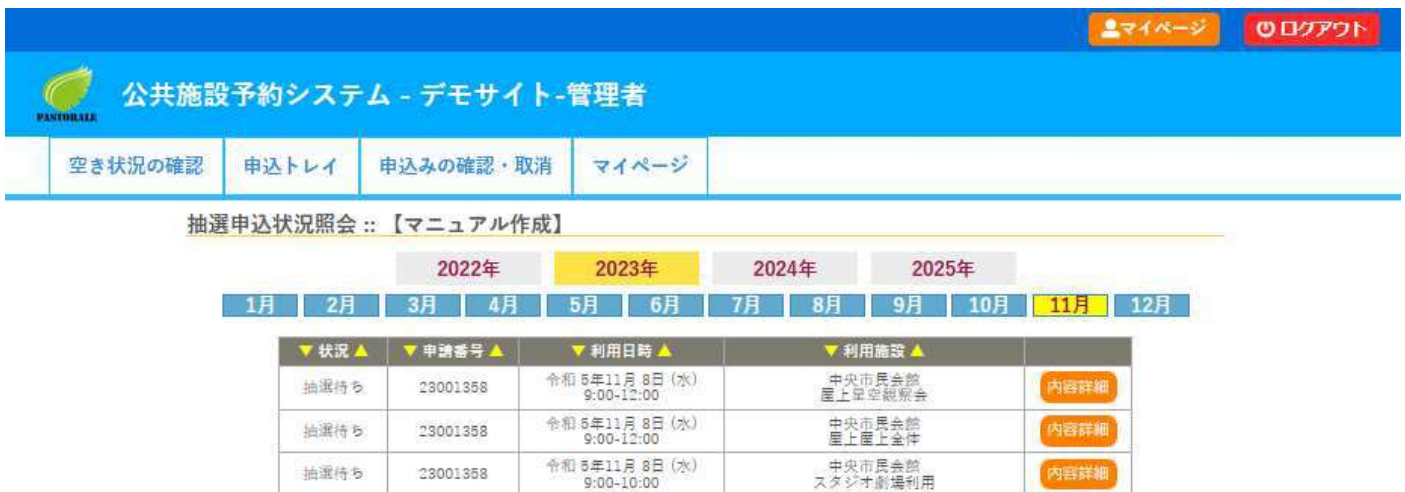 マイページ ログアウト
PASTORALE 公共施設予約システム - デモサイト-管理者
空き状況の確認 申込トレイ 申込みの確認・取消 マイページ
抽選申込状況照会 :: 【マニュアル作成】
2022年 2023年 2024年 2025年
1月 2月 3月 4月 5月 6月 7月 8月 9月 10月 11月 12月
▼ 状況 ▲ ▼ 申請番号 ▲ ▼ 利用日時 ▲ ▼ 利用施設 ▲
抽選待ち 23001358 令和 5年11月 8日 (水) 中央市民会館 内容詳細
9:00-12:00 屋上星空観察会
抽選待ち 23001358 令和 5年11月 8日 (水) 中央市民会館 内容詳細
9:00-12:00 屋上屋上全体
抽選待ち 23001358 令和 5年11月 8日 (水) 中央市民会館 内容詳細
9:00-10:00 スタジオ劇場利用